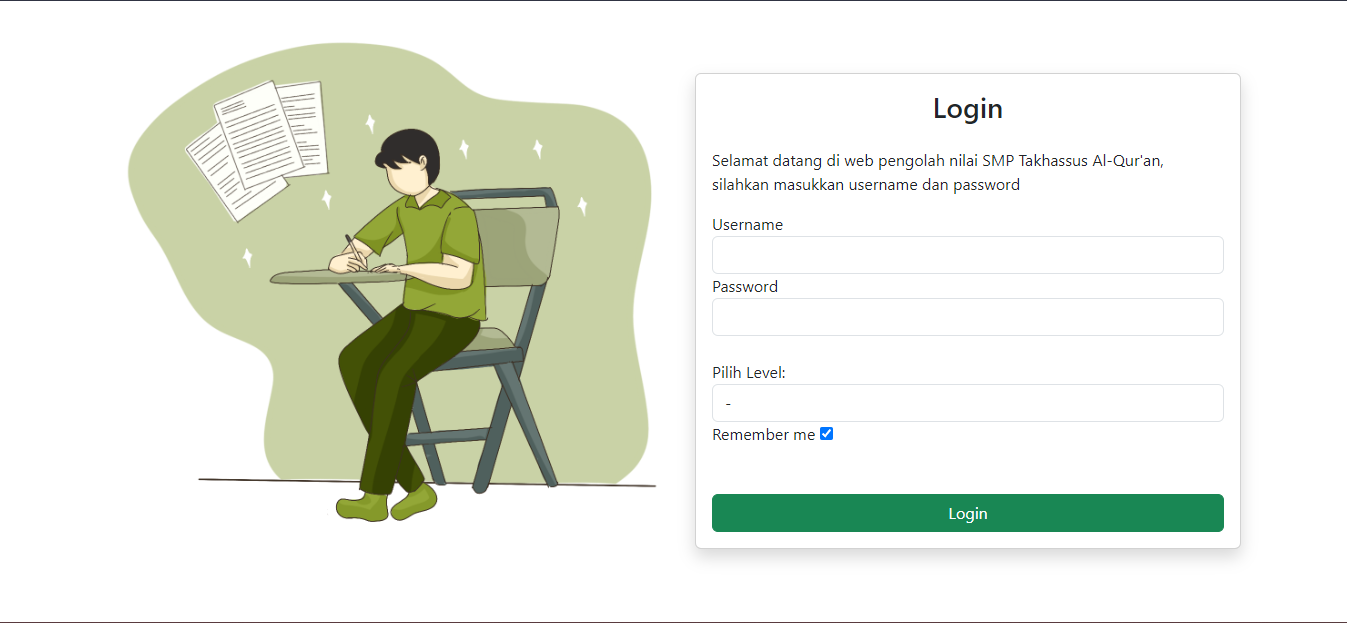 Login
Selamat datang di web pengolah nilai SMP Takhassus Al-Qur'an,
silahkan masukkan username dan password
Username
Password
Pilih Level:
-
Remember me
Login